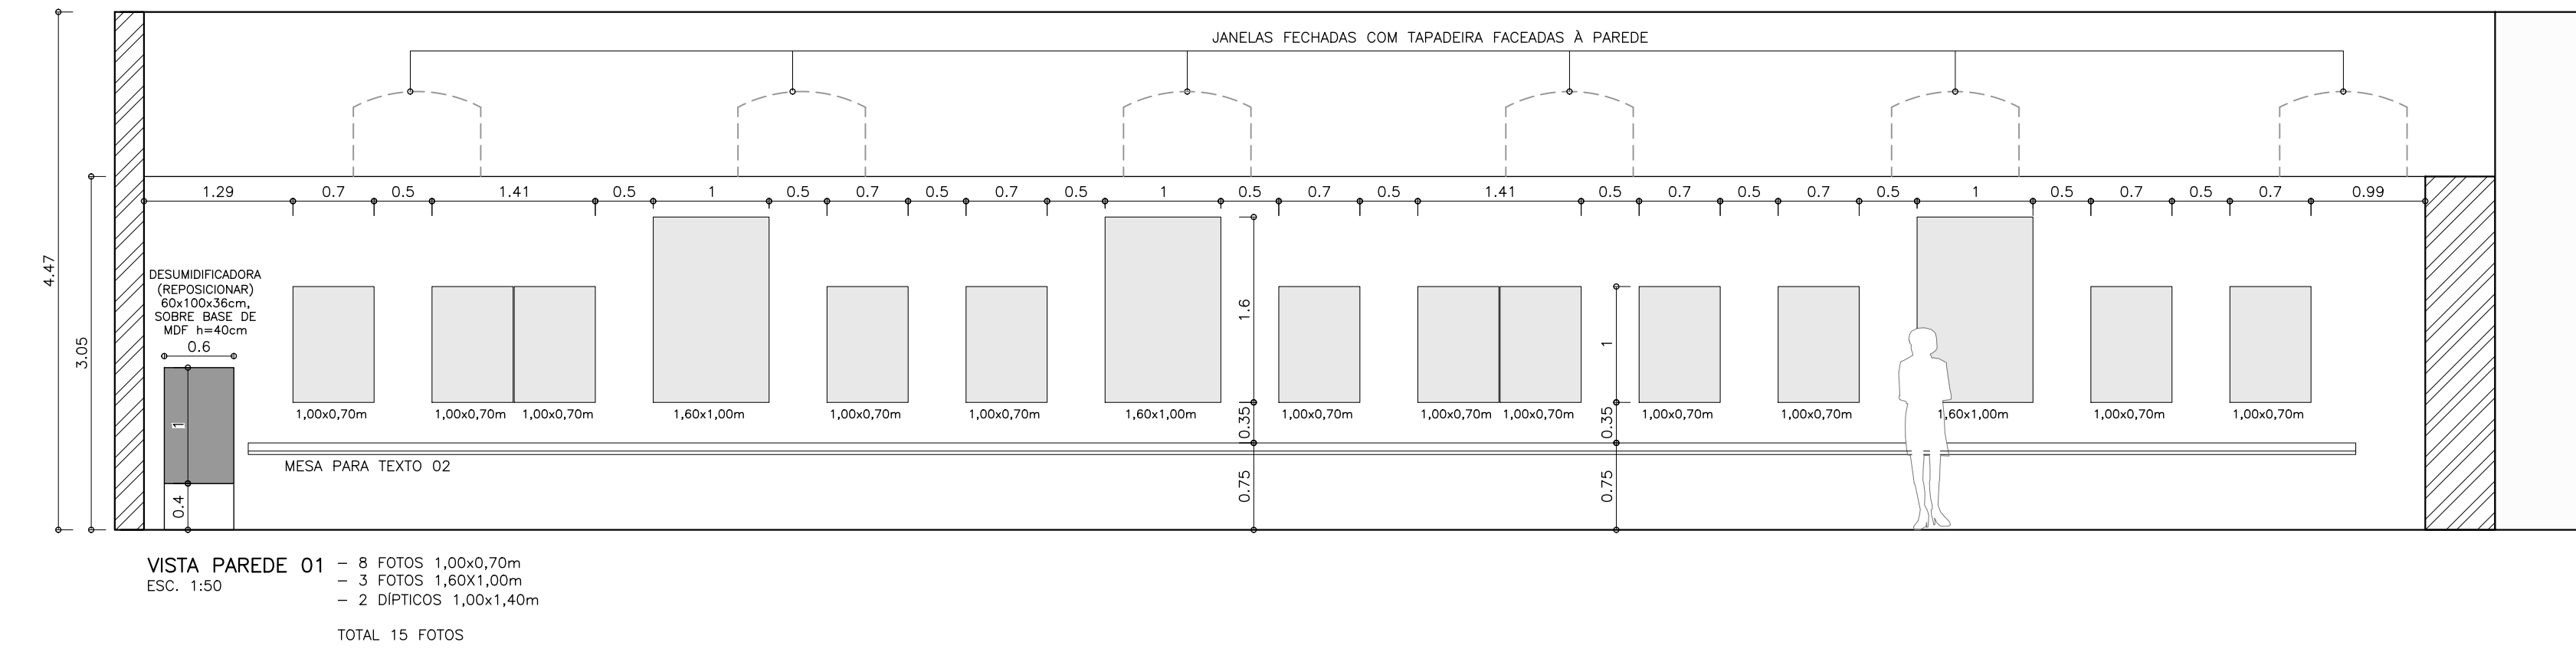 JANELAS FECHADAS COM TAPADEIRA FACEADAS À PAREDE
1.29 0.7 0.5 1.41 0.5 1 0.5 0.7 0.5 0.7 0.5 1 0.5 0.7 0.5 1.41 0.5 0.7 0.5 0.7 0.5 1 0.5 0.7 0.5 0.7 0.99
4.47
3.05
DESUMIDIFICADORA
(REPOSICIONAR)
60x100x36cm,
SOBRE BASE DE
MDF h=40cm
0.6
1
0.4
1.6
1
1,00x0,70m 1,00x0,70m 1,00x0,70m 1,60x1,00m 1,00x0,70m 1,00x0,70m 1,60x1,00m 1,00x0,70m 1,00x0,70m 1,00x0,70m 1,00x0,70m 1,00x0,70m 1,60x1,00m 1,00x0,70m 1,00x0,70m
0.35
0.35
MESA PARA TEXTO 02
0.75
0.75
VISTA PAREDE 01
ESC. 1:50
– 8 FOTOS 1,00x0,70m
– 3 FOTOS 1,60X1,00m
– 2 DÍPTICOS 1,00x1,40m
TOTAL 15 FOTOS